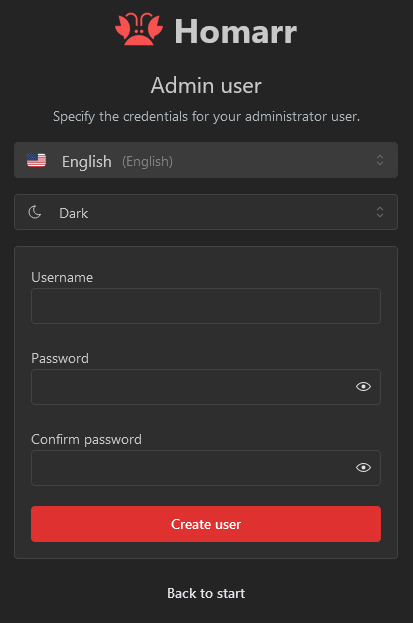 Homarr
Admin user
Specify the credentials for your administrator user.
English (English)
Dark
Username
Password
Confirm password
Create user
Back to start